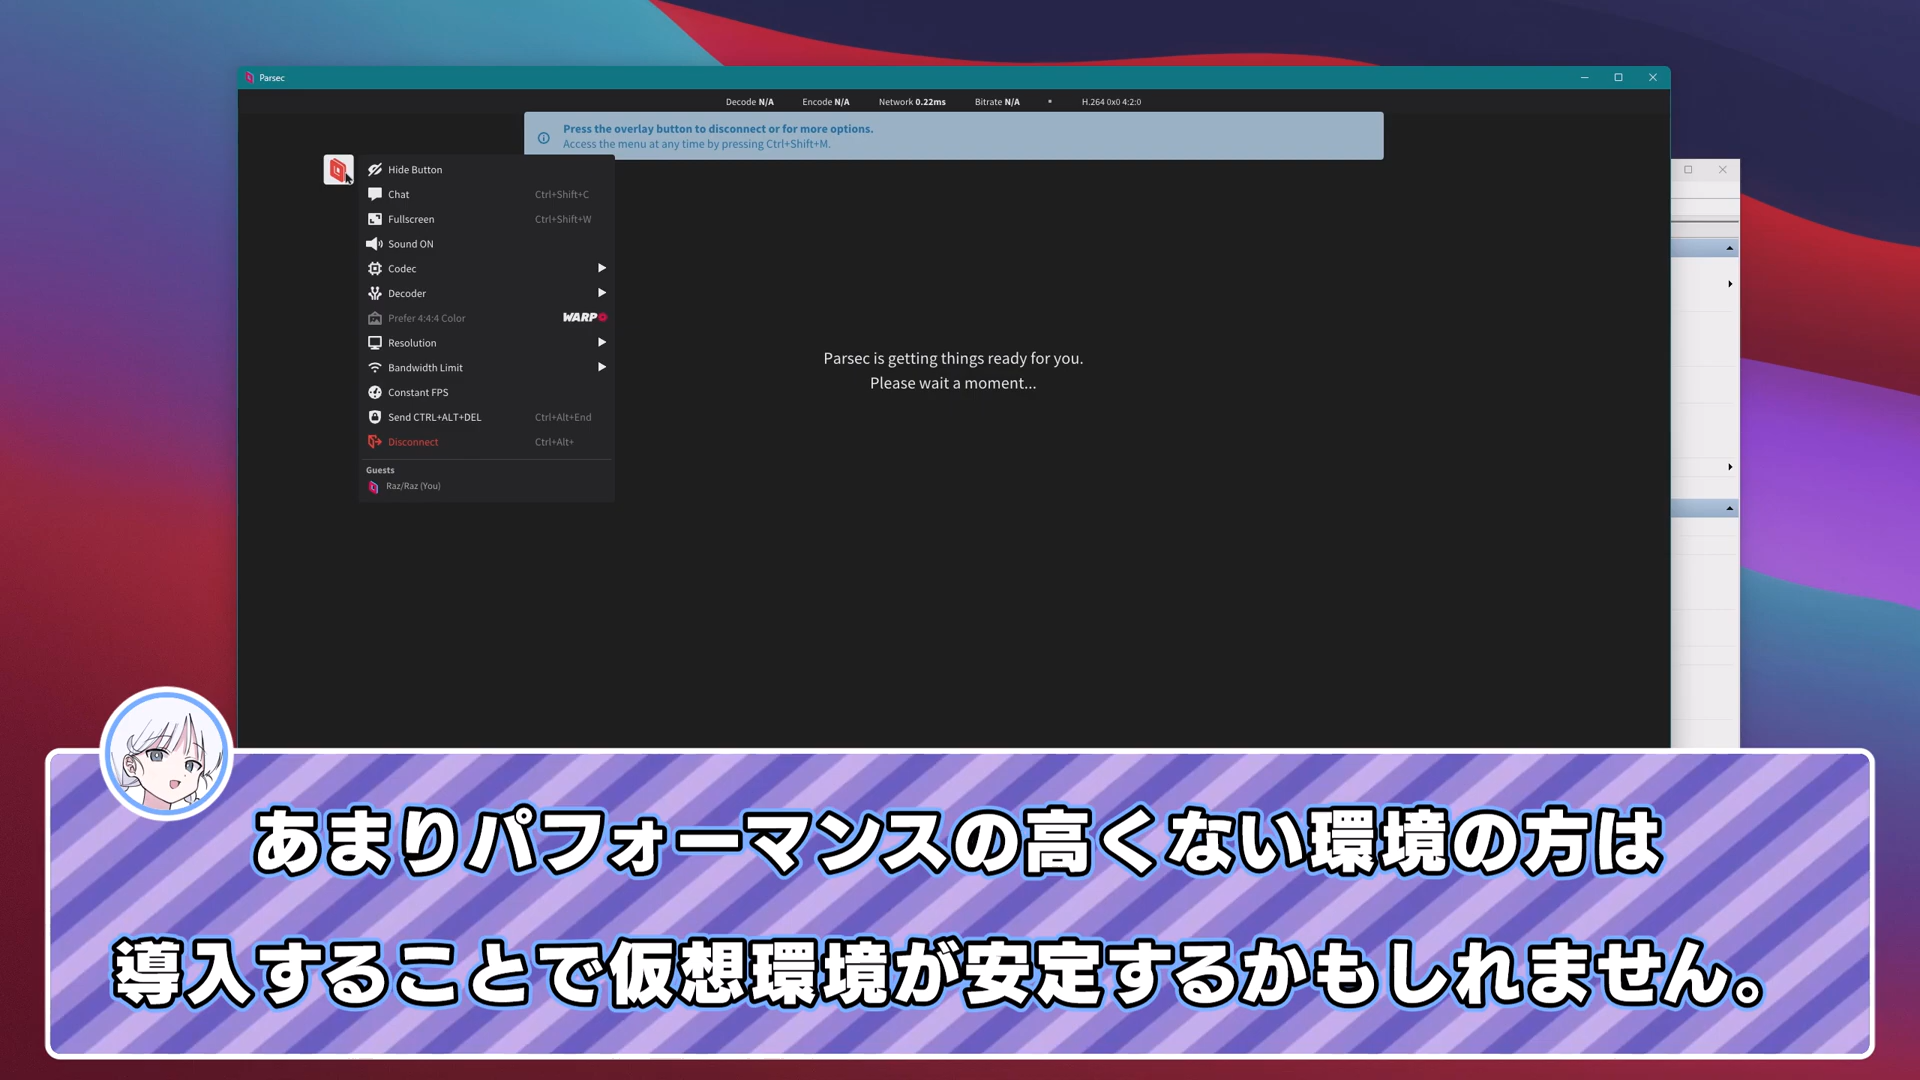 Parsec
Decode N/A Encode N/A Network 0.22ms Bitrate N/A • H.264 0x0 4:2:0
Press the overlay button to disconnect or for more options.
Access the menu at any time by pressing Ctrl+Shift+M.
Hide Button
Chat Ctrl+Shift+C
Fullscreen Ctrl+Shift+W
Sound ON
Codec
Decoder
Prefer 4:4:4 Color WARP
Resolution
Bandwidth Limit
Constant FPS
Send CTRL+ALT+DEL Ctrl+Alt+End
Disconnect Ctrl+Alt+
Guests
Raz/Raz (You)
Parsec is getting things ready for you.
Please wait a moment...
あまりパフォーマンスの高くない環境の方は
導入することで仮想環境が安定するかもしれません。